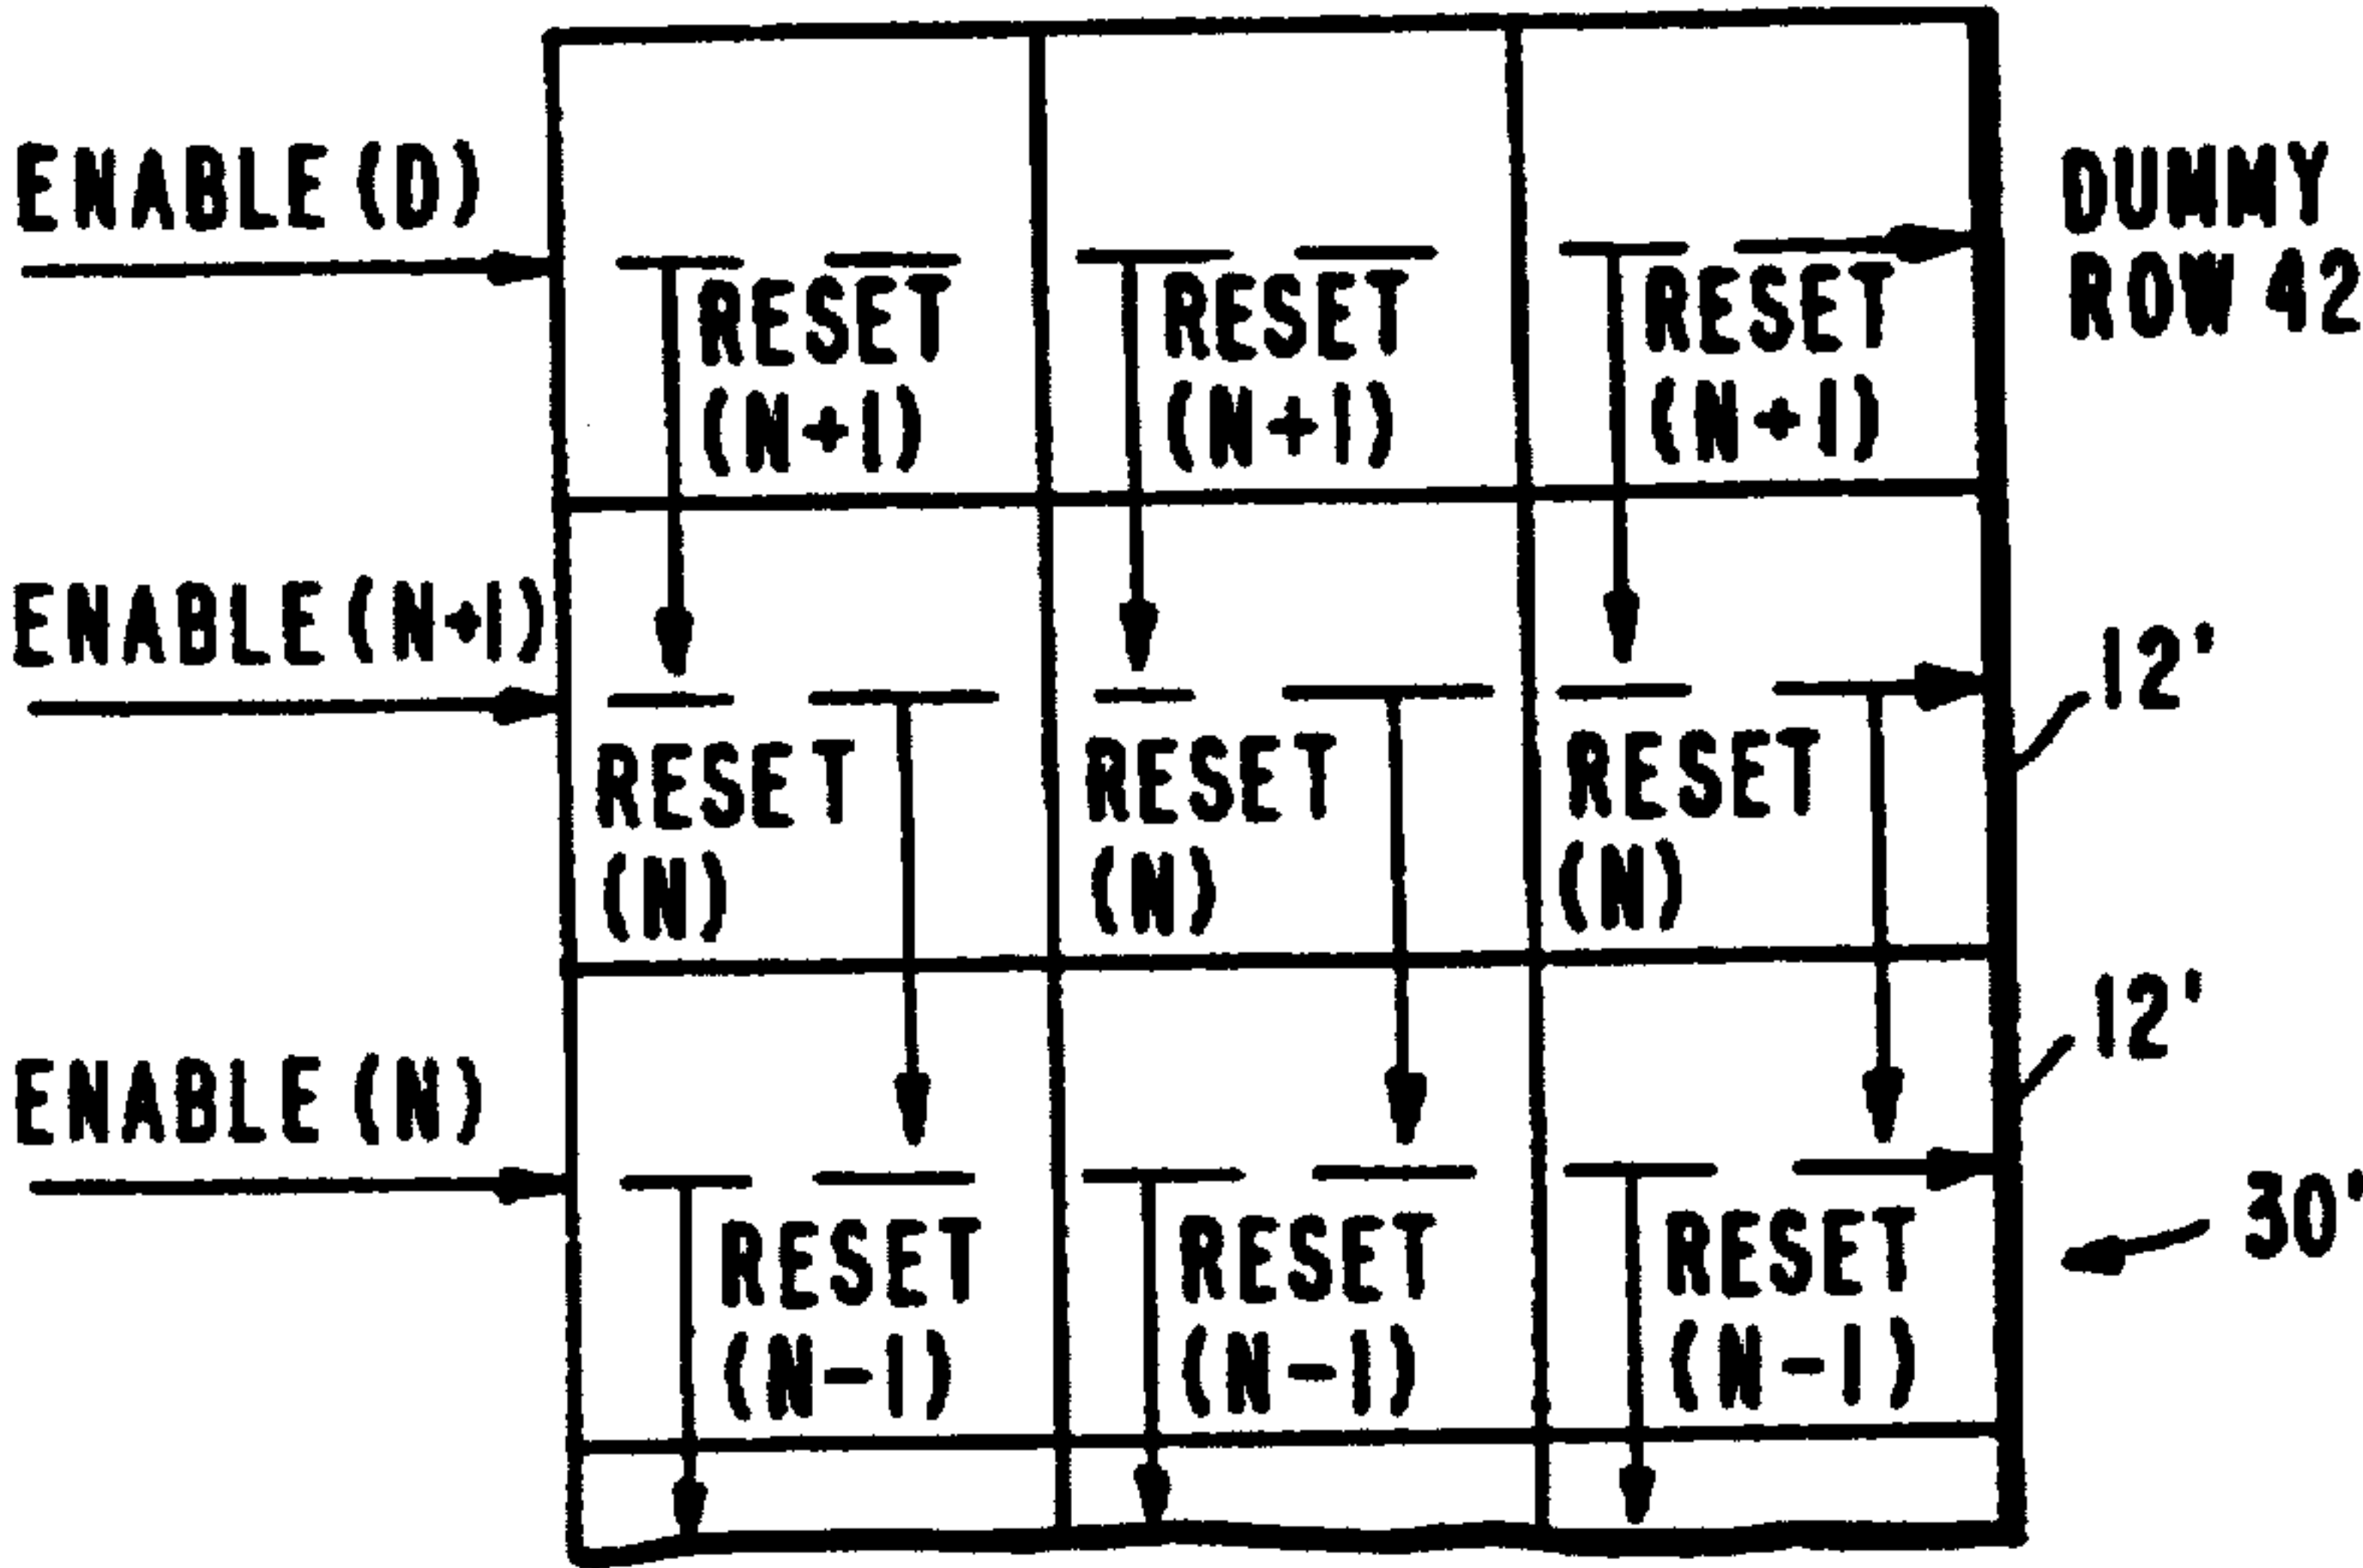 ENABLE (D)
DUMMY
ROW 42
RESET RESET RESET
(N+1) (N+1) (N+1)
ENABLE (N+1)
12'
RESET RESET RESET
(N) (N) (N)
12'
ENABLE (N)
30'
RESET RESET RESET
(N-1) (N-1) (N-1)